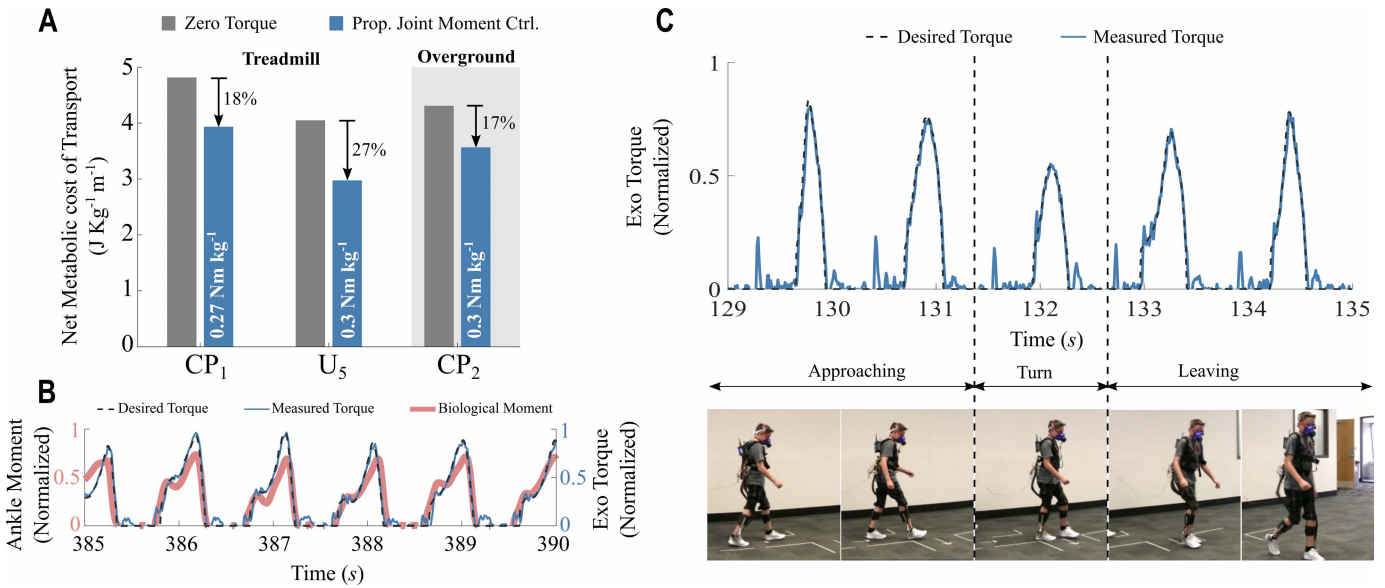 A
Zero Torque
Prop. Joint Moment Ctrl.
Treadmill
Overground
Net Metabolic cost of Transport
(J Kg⁻¹ m⁻¹)
5
4
3
2
1
0
18%
27%
17%
0.27 Nm kg⁻¹
0.3 Nm kg⁻¹
0.3 Nm kg⁻¹
CP₁
U₅
CP₂
B
Desired Torque
Measured Torque
Biological Moment
Ankle Moment
(Normalized)
1
0.5
0
1
0.5
0
Exo Torque
(Normalized)
385
386
387
388
389
390
Time (s)
C
Desired Torque
Measured Torque
Exo Torque
(Normalized)
1
0.5
0
129
130
131
132
133
134
135
Time (s)
Approaching
Turn
Leaving